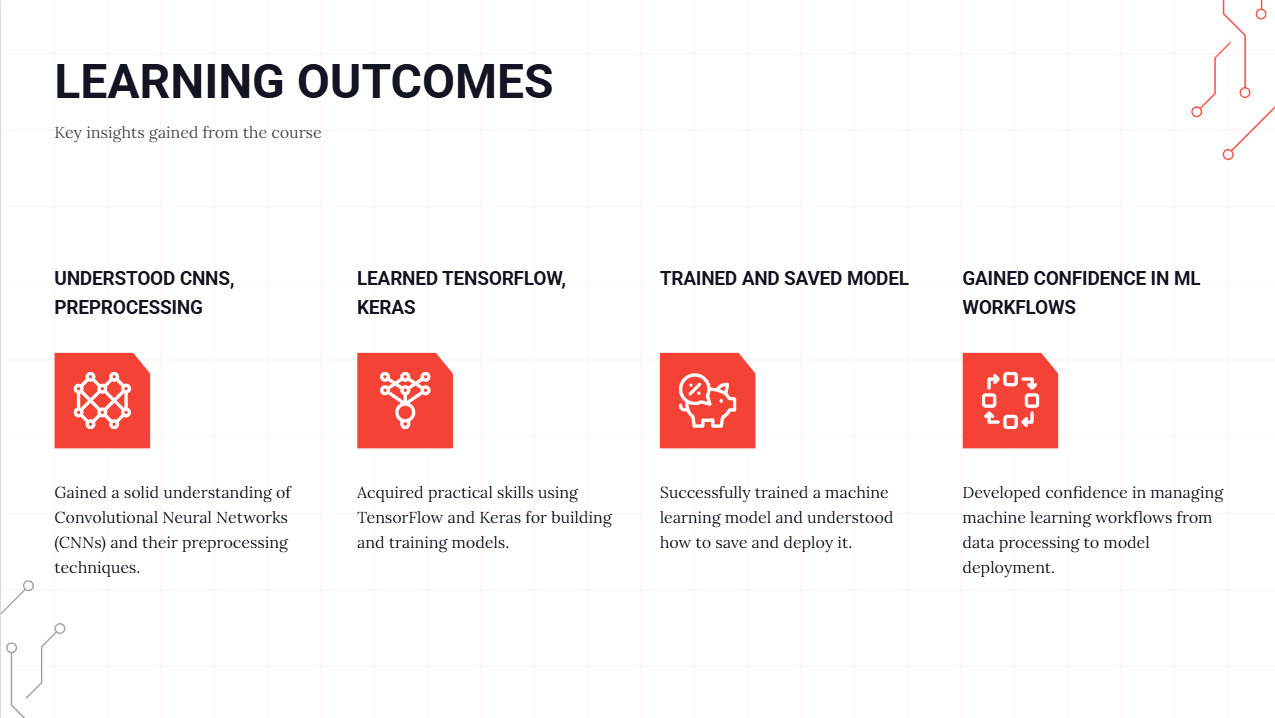 LEARNING OUTCOMES
Key insights gained from the course
UNDERSTOOD CNNS,
PREPROCESSING
Gained a solid understanding of
Convolutional Neural Networks
(CNNs) and their preprocessing
techniques.
LEARNED TENSORFLOW,
KERAS
Acquired practical skills using
TensorFlow and Keras for building
and training models.
TRAINED AND SAVED MODEL
%
Successfully trained a machine
learning model and understood
how to save and deploy it.
GAINED CONFIDENCE IN ML
WORKFLOWS
Developed confidence in managing
machine learning workflows from
data processing to model
deployment.